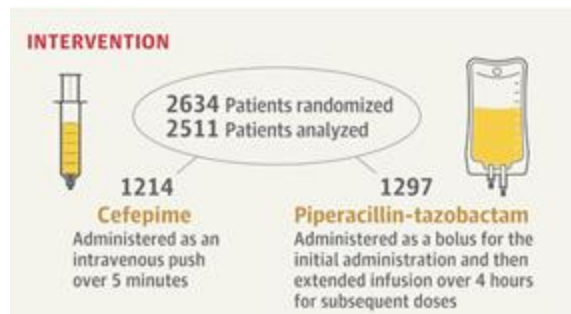 INTERVENTION
2634 Patients randomized
2511 Patients analyzed
1214
Cefepime
Administered as an
intravenous push
over 5 minutes
1297
Piperacillin-tazobactam
Administered as a bolus for the
initial administration and then
extended infusion over 4 hours
for subsequent doses